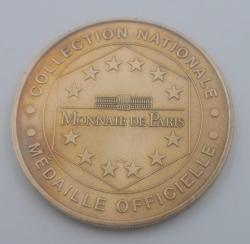 COLLECTION NATIONALE
MONNAIE DE PARIS
MÉDAILLE OFFICIELLE